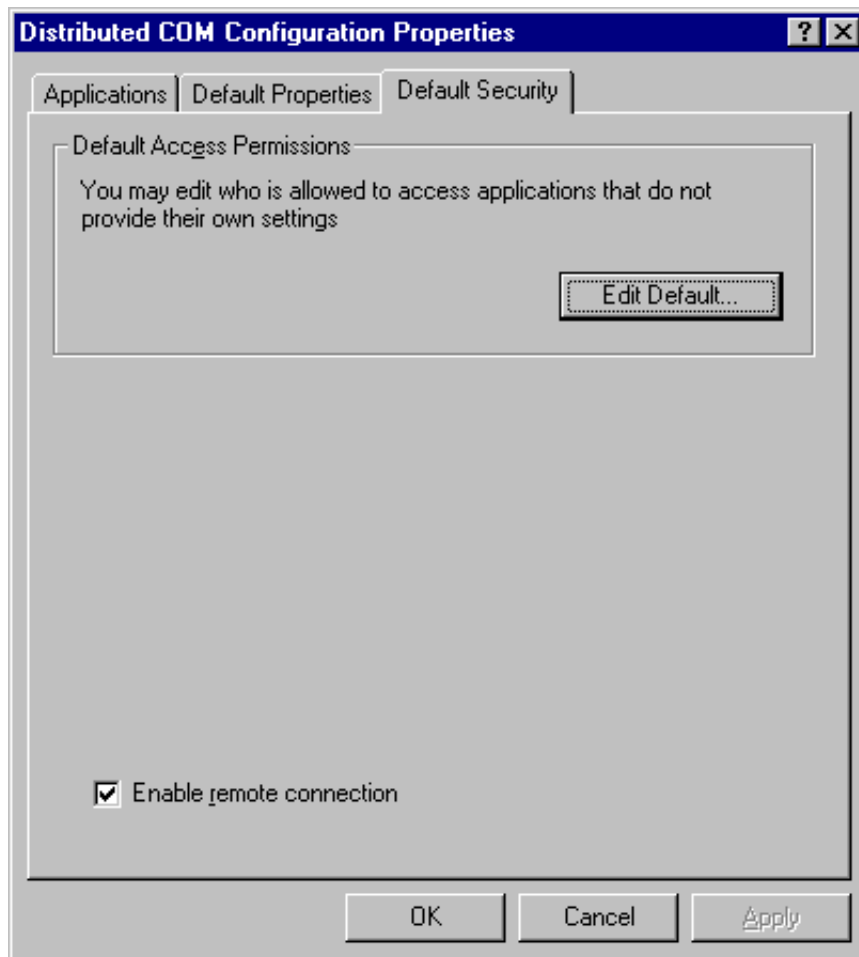 Distributed COM Configuration Properties
Applications Default Properties Default Security
Default Access Permissions
You may edit who is allowed to access applications that do not
provide their own settings
Edit Default...
Enable remote connection
OK Cancel Apply